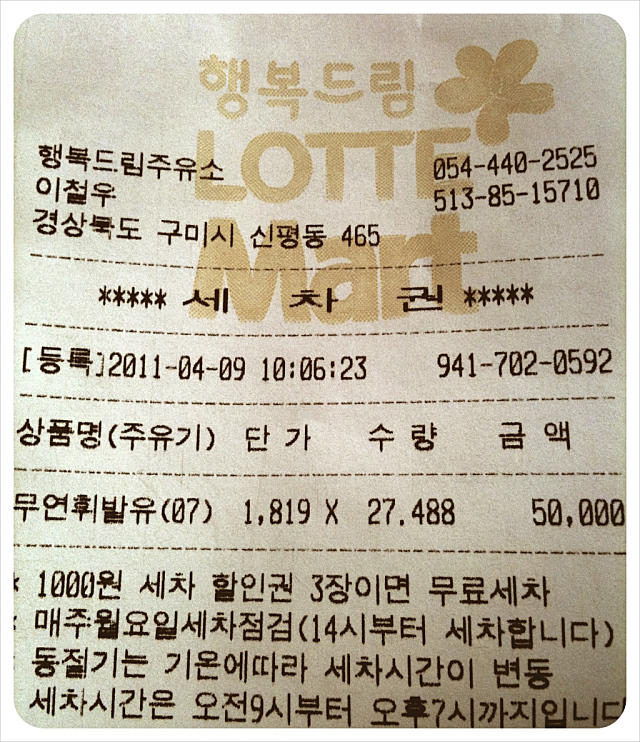 행복드림
LOTTE
Mart
행복드림주유소 054-440-2525
이철우 513-85-15710
경상북도 구미시 신평동 465
***** 세 차 권 *****
[등록]2011-04-09 10:06:23 941-702-0592
상품명(주유기) 단 가 수 량 금 액
무연휘발유(07) 1,819 X 27.488 50,000
* 1000원 세차 할인권 3장이면 무료세차
* 매주월요일세차점검(14시부터 세차합니다)
동절기는 기온에따라 세차시간이 변동
세차시간은 오전9시부터 오후7시까지입니다